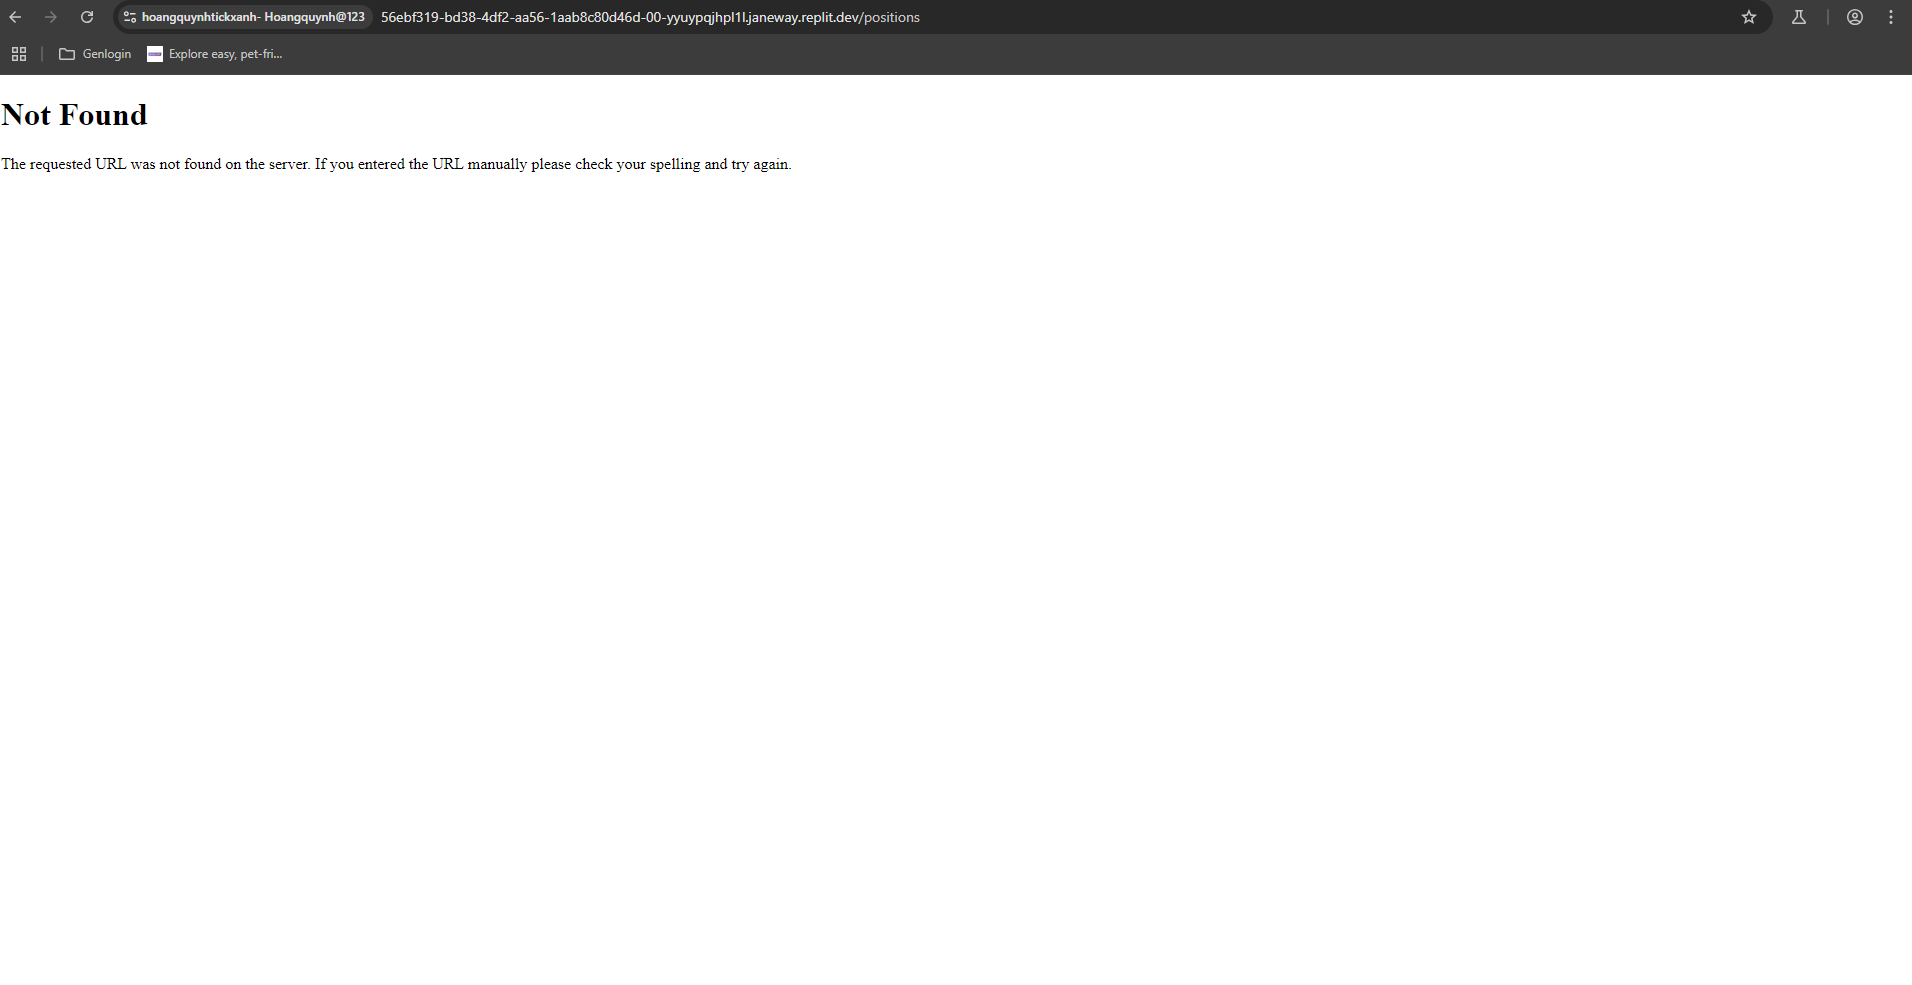 hoangquynhtickxanh- Hoangquynh@123 56ebf319-bd38-4df2-aa56-1aab8c80d46d-00-yyuypqjhpl1l.janeway.replit.dev/positions
Genlogin Explore easy, pet-fri...
Not Found
The requested URL was not found on the server. If you entered the URL manually please check your spelling and try again.